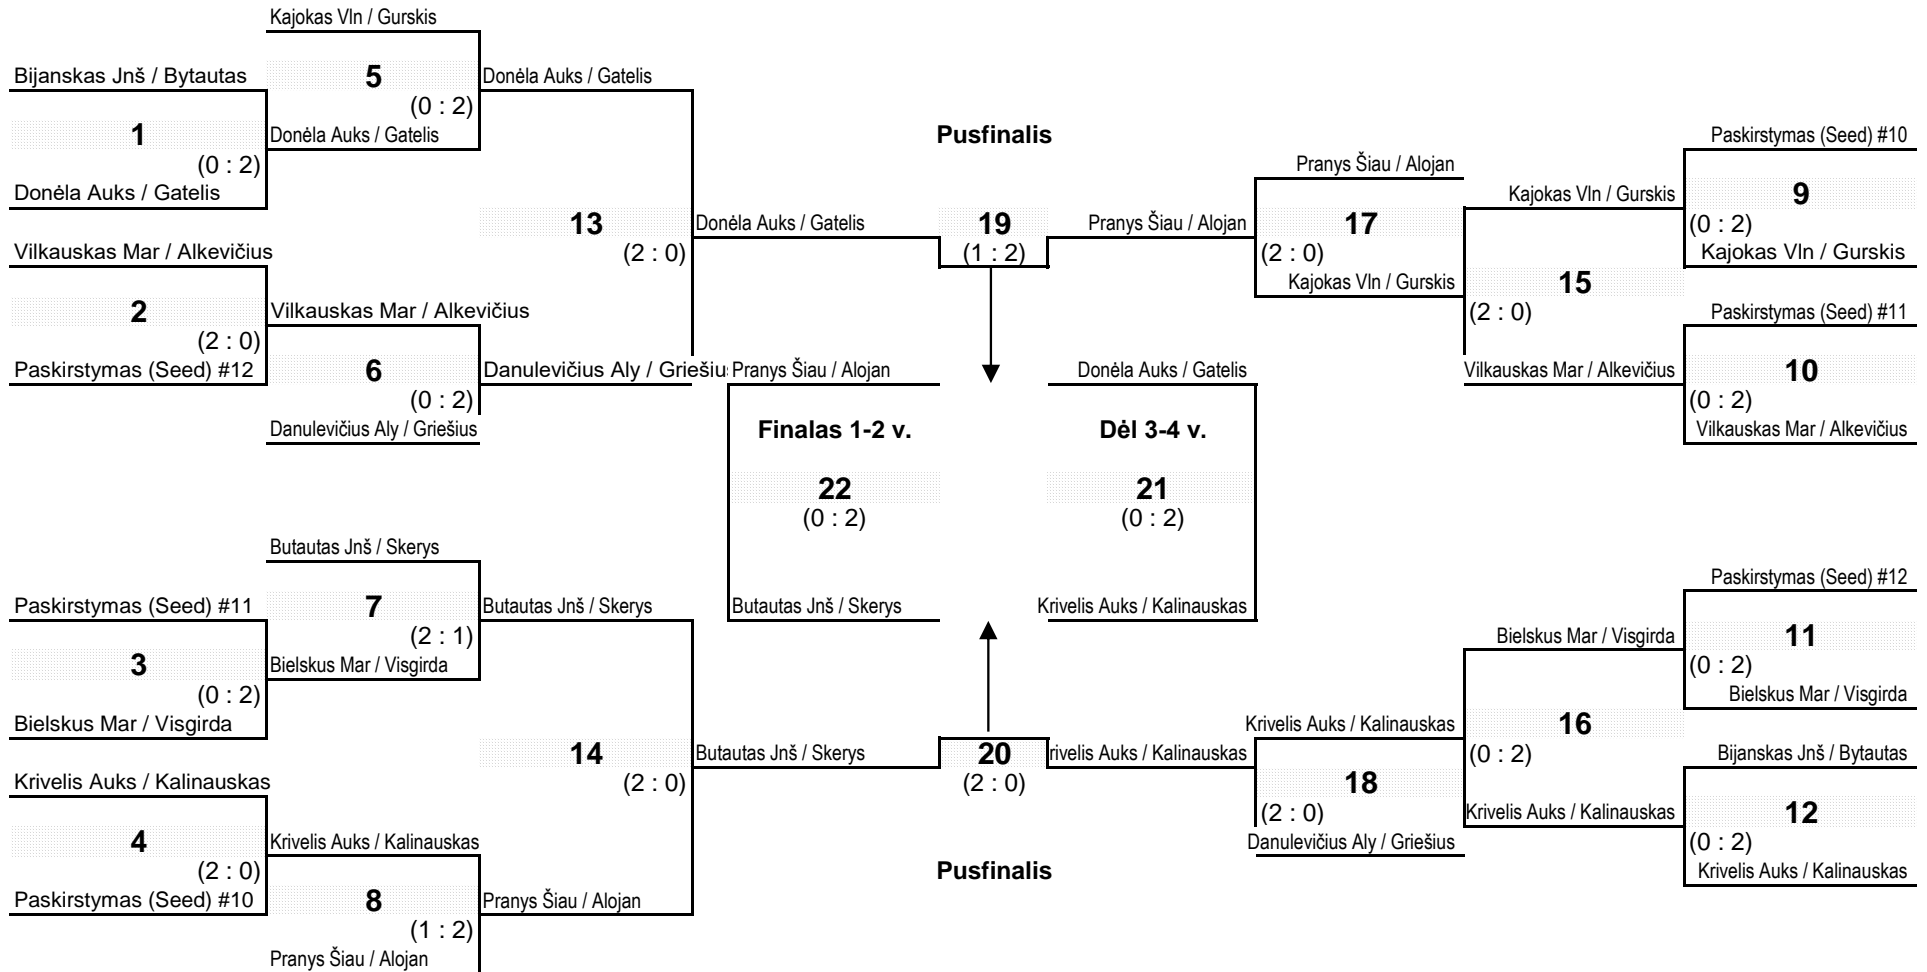 Kajokas Vln / Gurskis
Bijanskas Jnš / Bytautas
5
Donėla Auks / Gatelis
(0 : 2)
1
Donėla Auks / Gatelis
Pusfinalis
Paskirstymas (Seed) #10
(0 : 2)
Pranys Šiau / Alojan
Donėla Auks / Gatelis
Kajokas Vln / Gurskis
9
13
Donėla Auks / Gatelis
19
Pranys Šiau / Alojan
17
(0 : 2)
Vilkauskas Mar / Alkevičius
(2 : 0)
(1 : 2)
(2 : 0)
Kajokas Vln / Gurskis
Kajokas Vln / Gurskis
15
2
Vilkauskas Mar / Alkevičius
(2 : 0)
Paskirstymas (Seed) #11
(2 : 0)
Paskirstymas (Seed) #12
6
Danulevičius Aly / Griešiu
Pranys Šiau / Alojan
Donėla Auks / Gatelis
Vilkauskas Mar / Alkevičius
10
(0 : 2)
(0 : 2)
Danulevičius Aly / Griešius
Finalas 1-2 v.
Dėl 3-4 v.
Vilkauskas Mar / Alkevičius
22
21
(0 : 2)
(0 : 2)
Butautas Jnš / Skerys
Paskirstymas (Seed) #12
Paskirstymas (Seed) #11
7
Butautas Jnš / Skerys
Butautas Jnš / Skerys
Krivelis Auks / Kalinauskas
(2 : 1)
Bielskus Mar / Visgirda
11
3
Bielskus Mar / Visgirda
(0 : 2)
(0 : 2)
Bielskus Mar / Visgirda
Bielskus Mar / Visgirda
Krivelis Auks / Kalinauskas
16
14
Butautas Jnš / Skerys
20
rivelis Auks / Kalinauskas
(0 : 2)
Bijanskas Jnš / Bytautas
Krivelis Auks / Kalinauskas
(2 : 0)
(2 : 0)
18
(2 : 0)
Krivelis Auks / Kalinauskas
12
4
Krivelis Auks / Kalinauskas
Danulevičius Aly / Griešius
(0 : 2)
(2 : 0)
Pusfinalis
Krivelis Auks / Kalinauskas
Paskirstymas (Seed) #10
8
Pranys Šiau / Alojan
(1 : 2)
Pranys Šiau / Alojan